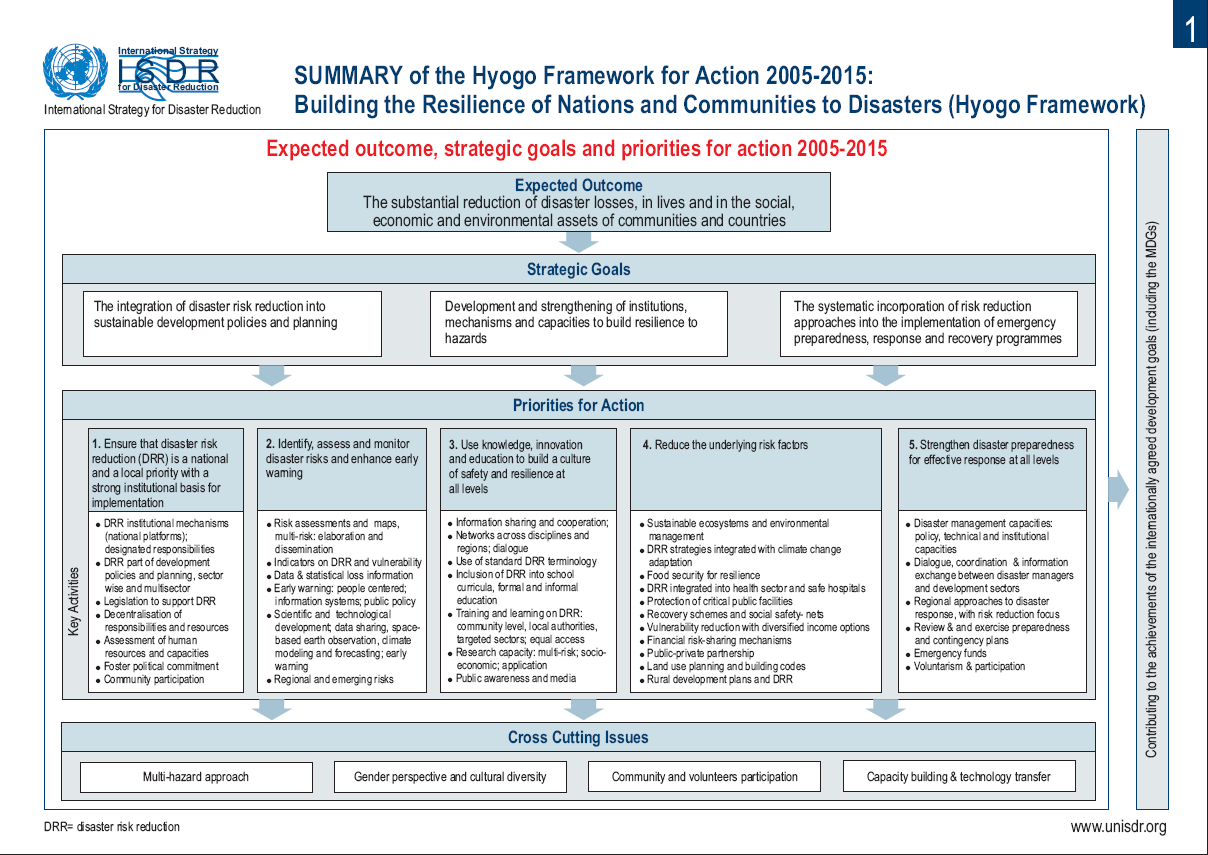 1
International Strategy
ISDR
for Disaster Reduction
International Strategy for Disaster Reduction
SUMMARY of the Hyogo Framework for Action 2005-2015:
Building the Resilience of Nations and Communities to Disasters (Hyogo Framework)
Expected outcome, strategic goals and priorities for action 2005-2015
Expected Outcome
The substantial reduction of disaster losses, in lives and in the social,
economic and environmental assets of communities and countries
Strategic Goals
The integration of disaster risk reduction into
sustainable development policies and planning
Development and strengthening of institutions,
mechanisms and capacities to build resilience to
hazards
The systematic incorporation of risk reduction
approaches into the implementation of emergency
preparedness, response and recovery programmes
Priorities for Action
Key Activities
1. Ensure that disaster risk
reduction (DRR) is a national
and a local priority with a
strong institutional basis for
implementation
• DRR institutional mechanisms
(national platforms);
designated responsibilities
• DRR part of development
policies and planning, sector
wise and multisector
• Legislation to support DRR
• Decentralisation of
responsibilities and resources
• Assessment of human
resources and capacities
• Foster political commitment
• Community participation
2. Identify, assess and monitor
disaster risks and enhance early
warning
• Risk assessments and maps,
multi-risk: elaboration and
dissemination
• Indicators on DRR and vulnerability
• Data & statistical loss information
• Early warning: people centered;
information systems; public policy
• Scientific and technological
development; data sharing, space-
based earth observation, climate
modeling and forecasting; early
warning
• Regional and emerging risks
3. Use knowledge, innovation
and education to build a culture
of safety and resilience at
all levels
• Information sharing and cooperation;
• Networks across disciplines and
regions; dialogue
• Use of standard DRR terminology
• Inclusion of DRR into school
curricula, formal and informal
education
• Training and learning on DRR:
community level, local authorities,
targeted sectors; equal access
• Research capacity: multi-risk; socio-
economic; application
• Public awareness and media
4. Reduce the underlying risk factors
• Sustainable ecosystems and environmental
management
• DRR strategies integrated with climate change
adaptation
• Food security for resilience
• DRR integrated into health sector and safe hospitals
• Protection of critical public facilities
• Recovery schemes and social safety- nets
• Vulnerability reduction with diversified income options
• Financial risk-sharing mechanisms
• Public-private partnership
• Land use planning and building codes
• Rural development plans and DRR
5. Strengthen disaster preparedness
for effective response at all levels
• Disaster management capacities:
policy, technical and institutional
capacities
• Dialogue, coordination & information
exchange between disaster managers
and development sectors
• Regional approaches to disaster
response, with risk reduction focus
• Review & and exercise preparedness
and contingency plans
• Emergency funds
• Voluntarism & participation
Cross Cutting Issues
Multi-hazard approach
Gender perspective and cultural diversity
Community and volunteers participation
Capacity building & technology transfer
Contributing to the achievements of the internationally agreed development goals (including the MDGs)
DRR= disaster risk reduction
www.unisdr.org